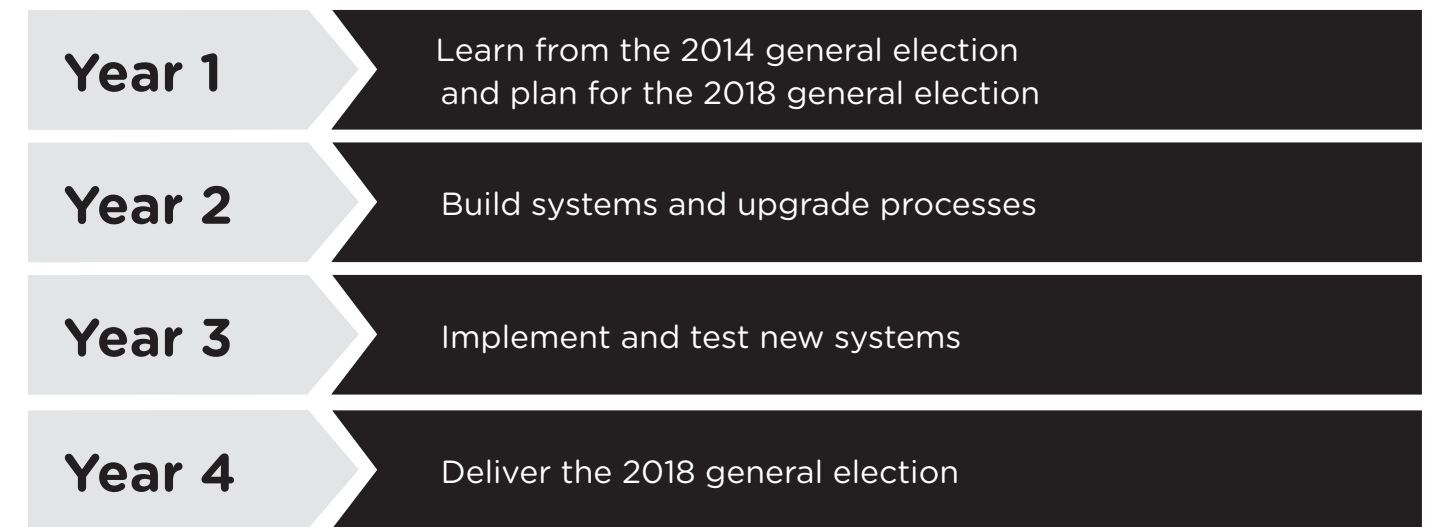 Year 1
Learn from the 2014 general election
and plan for the 2018 general election
Year 2
Build systems and upgrade processes
Year 3
Implement and test new systems
Year 4
Deliver the 2018 general election